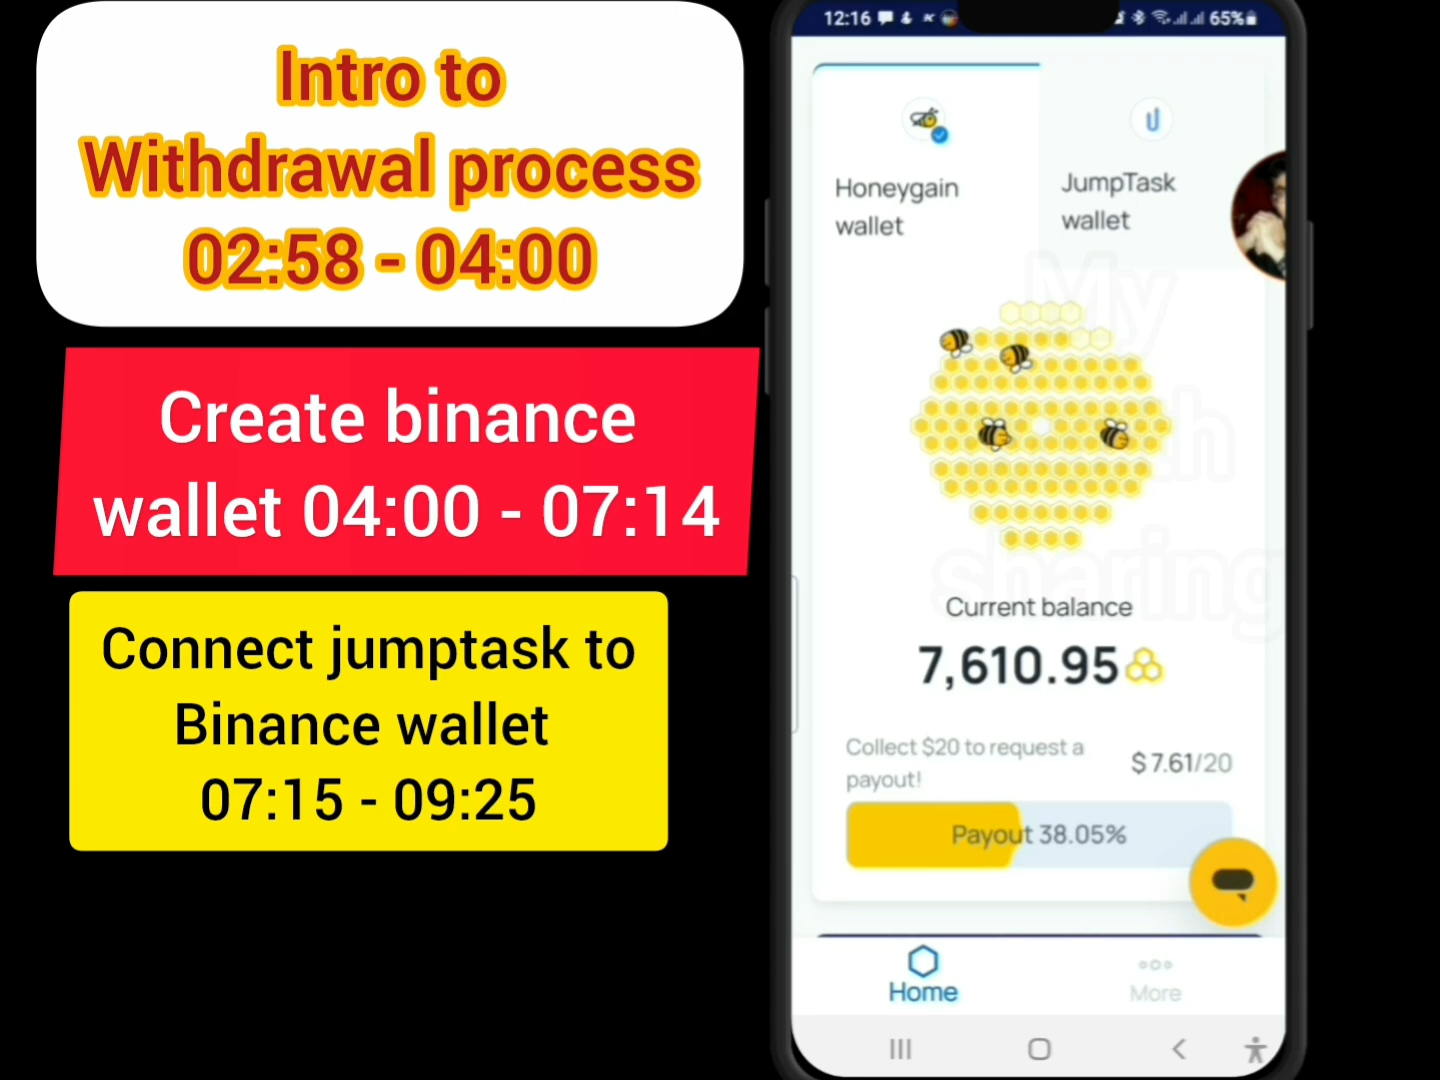 Intro to
Withdrawal process
02:58 - 04:00
Create binance
wallet 04:00 - 07:14
Connect jumptask to
Binance wallet
07:15 - 09:25
12:16
65%
Honeygain
wallet
JumpTask
wallet
My
sharing
Current balance
7,610.95
Collect $20 to request a
payout!
$ 7.61/20
Payout 38.05%
Home
More